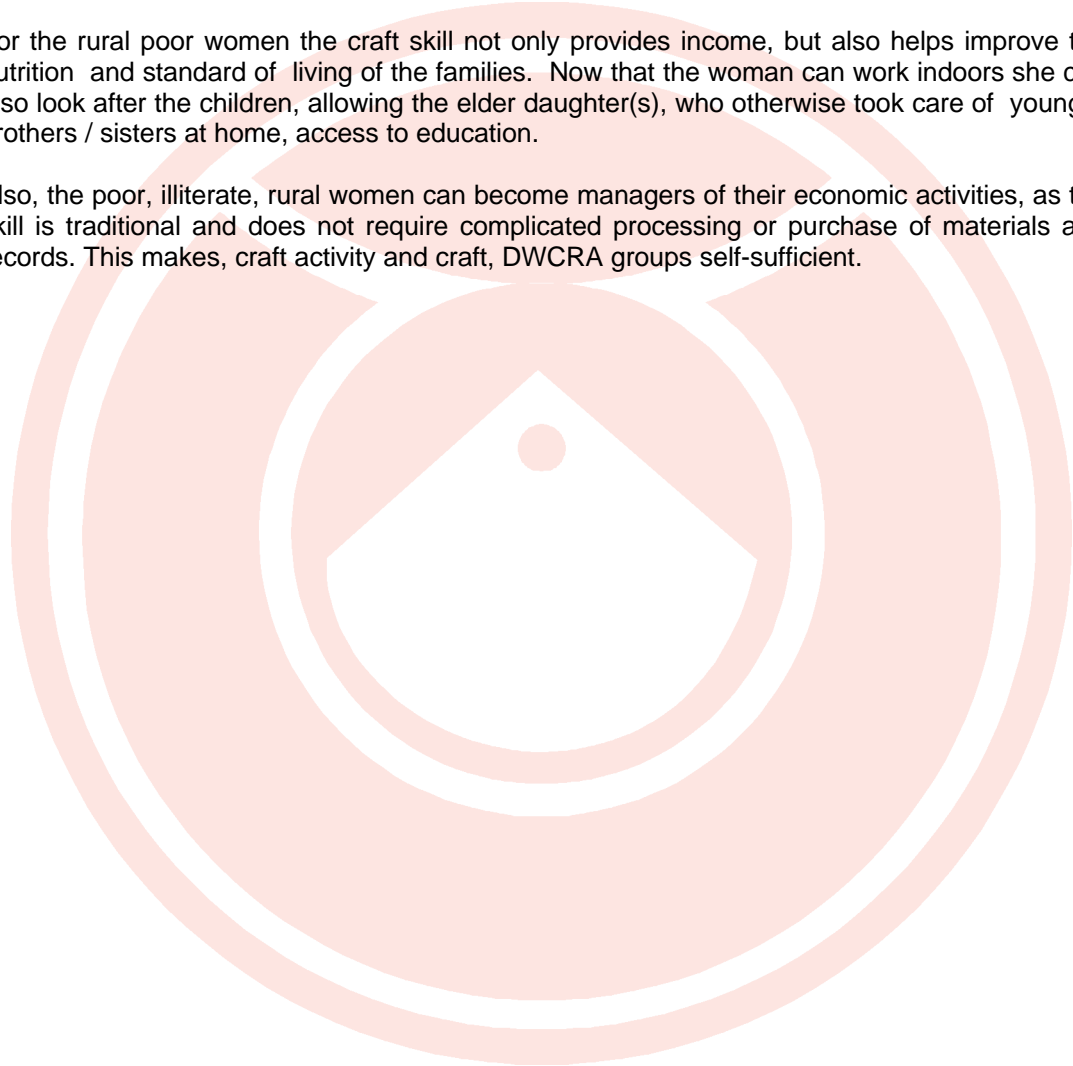 or the rural poor women the craft skill not only provides income, but also helps improve t
utrition and standard of living of the families. Now that the woman can work indoors she c
so look after the children, allowing the elder daughter(s), who otherwise took care of young
rothers / sisters at home, access to education.
lso, the poor, illiterate, rural women can become managers of their economic activities, as t
kill is traditional and does not require complicated processing or purchase of materials a
ecords. This makes, craft activity and craft, DWCRA groups self-sufficient.